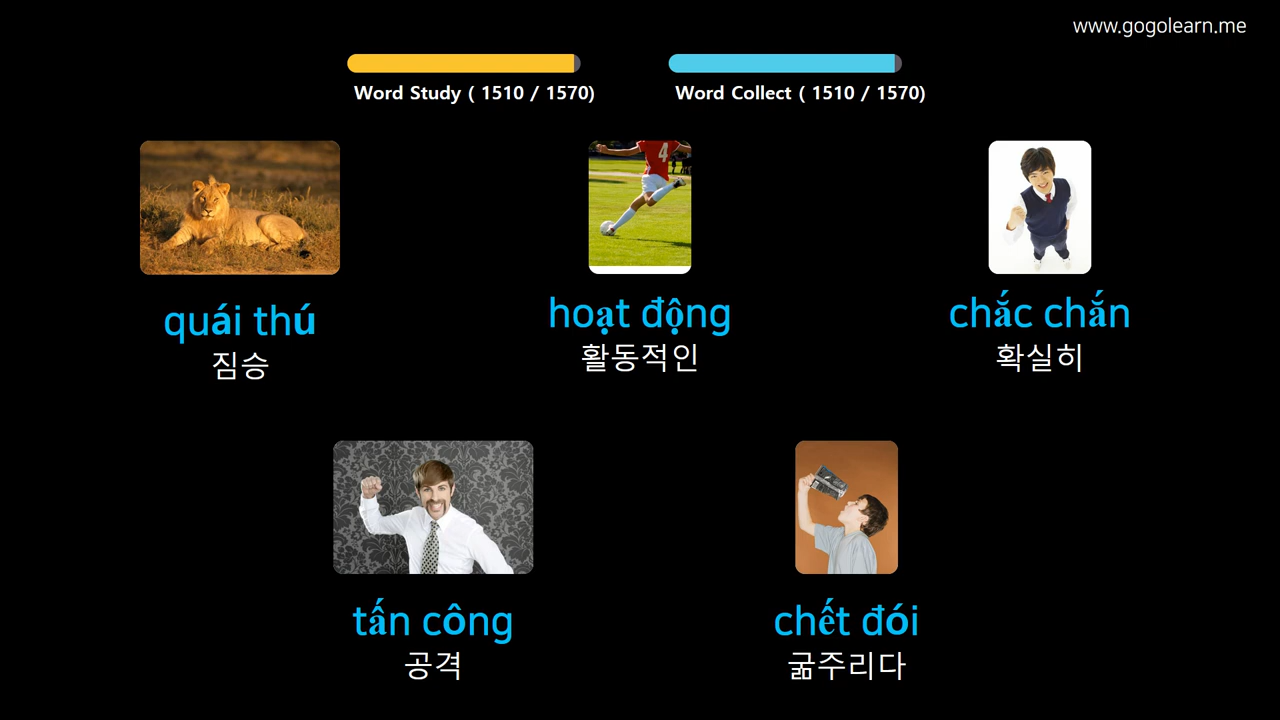 www.gogolearn.me
Word Study ( 1510 / 1570)
Word Collect ( 1510 / 1570)
4
quái thú
짐승
hoạt động
활동적인
chắc chắn
확실히
tấn công
공격
chết đói
굶주리다